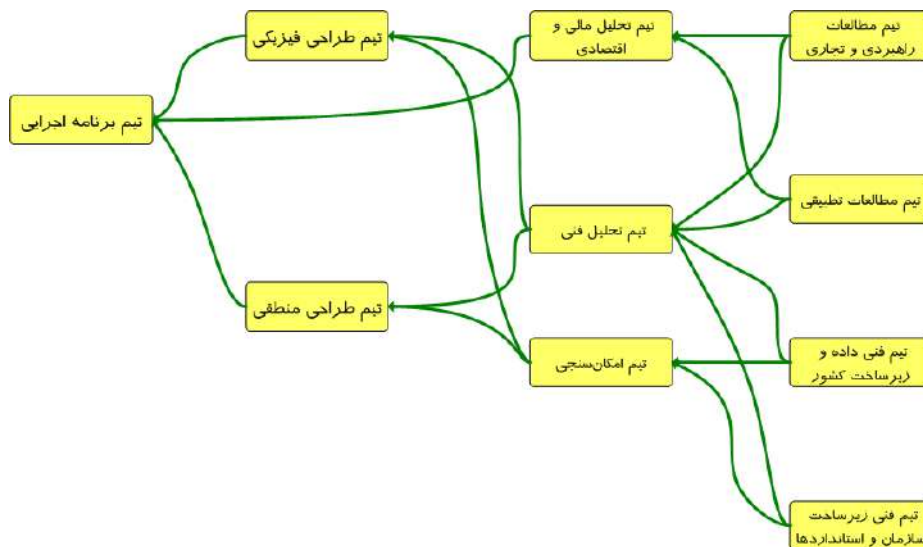 تیم مطالعات
راهبردی و تجاری
تیم تحلیل مالی و
اقتصادی
تیم طراحی فیزیکی
تیم برنامه اجرایی
تیم مطالعات تطبیقی
تیم تحلیل فنی
تیم طراحی منطقی
تیم فنی داده و
زیرساخت کشور
تیم امکان‌سنجی
تیم فنی زیرساخت
سازمان و استانداردها